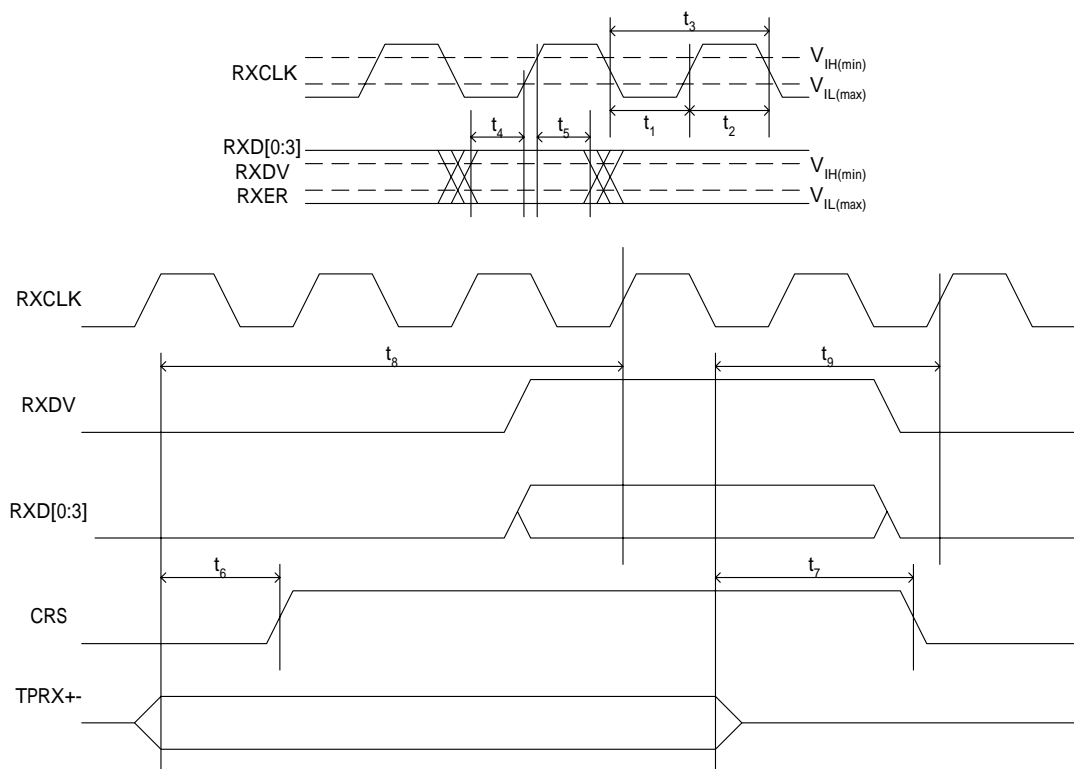 t3
RXCLK
VIH(min)
VIL(max)
t4
t5
t1
t2
RXD[0:3]
RXDV
RXER
VIH(min)
VIL(max)
RXCLK
t8
t9
RXDV
RXD[0:3]
t6
t7
CRS
TPRX+-